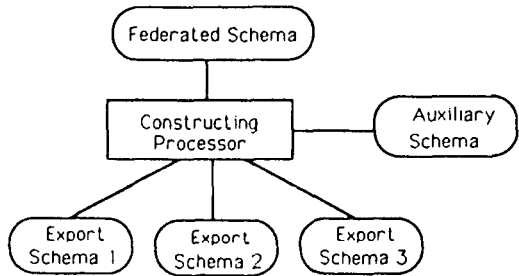 Federated Schema
Constructing
Processor
Auxiliary
Schema
Export
Schema 1
Export
Schema 2
Export
Schema 3